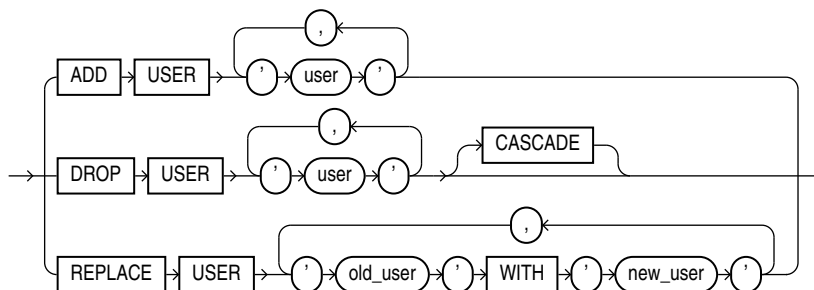 ,
ADD USER ' user '
,
DROP USER ' user ' CASCADE
,
REPLACE USER ' old_user ' WITH ' new_user '